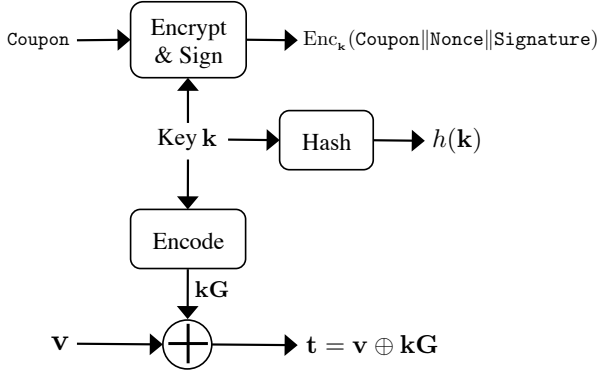 Coupon
Encrypt
& Sign
Enc_k(Coupon‖Nonce‖Signature)
Key k
Hash
h(k)
Encode
kG
v
t = v ⊕ kG